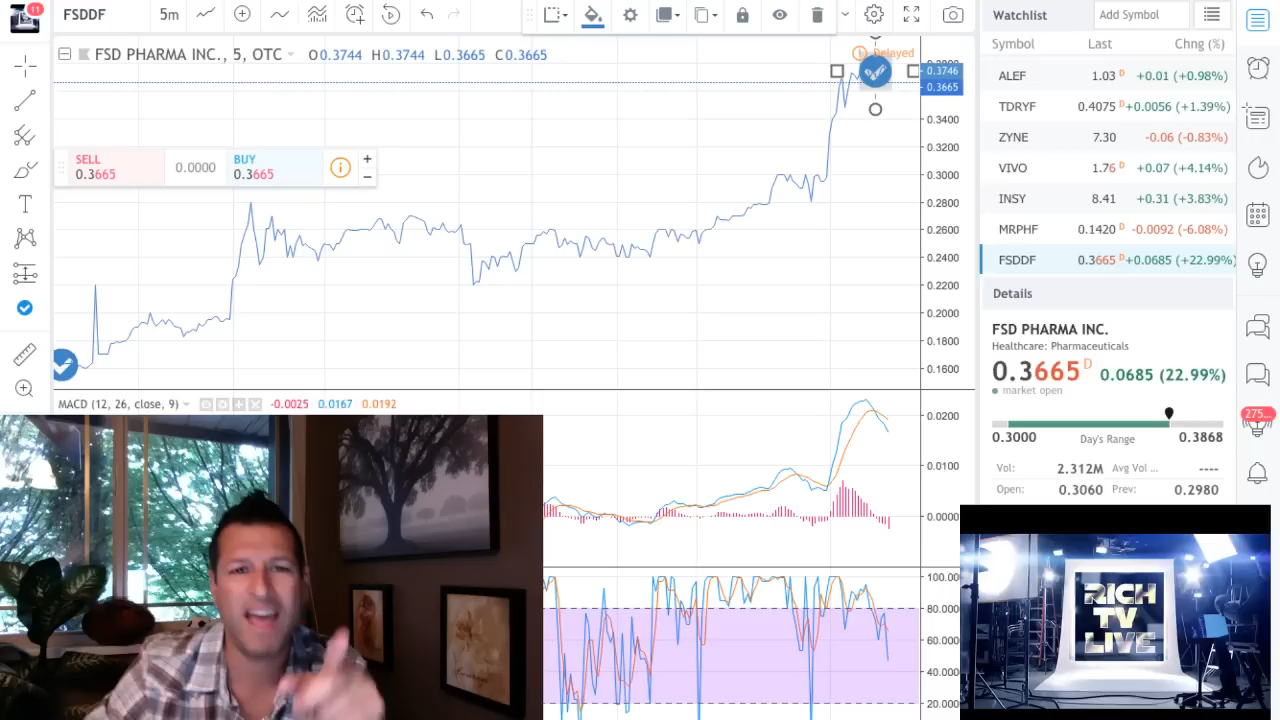 11
FSDDF
5m
FSD PHARMA INC., 5, OTC
O0.3744 H0.3744 L0.3665 C0.3665
Delayed
0.3746
0.3665
0.3400
0.3200
0.3000
0.2800
0.2600
0.2400
0.2200
0.2000
0.1800
0.1600
SELL
0.3665
0.0000
BUY
0.3665
MACD (12, 26, close, 9) -0.0025 0.0167 0.0192
0.0200
0.0100
0.0000
100.0000
80.0000
60.0000
40.0000
20.0000
Watchlist
Add Symbol
Symbol Last Chng (%)
ALEF 1.03 D +0.01 (+0.98%)
TDRYF 0.4075 D +0.0056 (+1.39%)
ZYNE 7.30 -0.06 (-0.83%)
VIVO 1.76 D +0.07 (+4.14%)
INSY 8.41 +0.31 (+3.83%)
MRPHF 0.1420 D -0.0092 (-6.08%)
FSDDF 0.3665 D +0.0685 (+22.99%)
Details
FSD PHARMA INC.
Healthcare: Pharmaceuticals
0.3665 D 0.0685 (22.99%)
market open
0.3000 Day's Range 0.3868
Vol: 2.312M Avg Vol ... ----
Open: 0.3060 Prev: 0.2980
275...
RICH
TV
LIVE